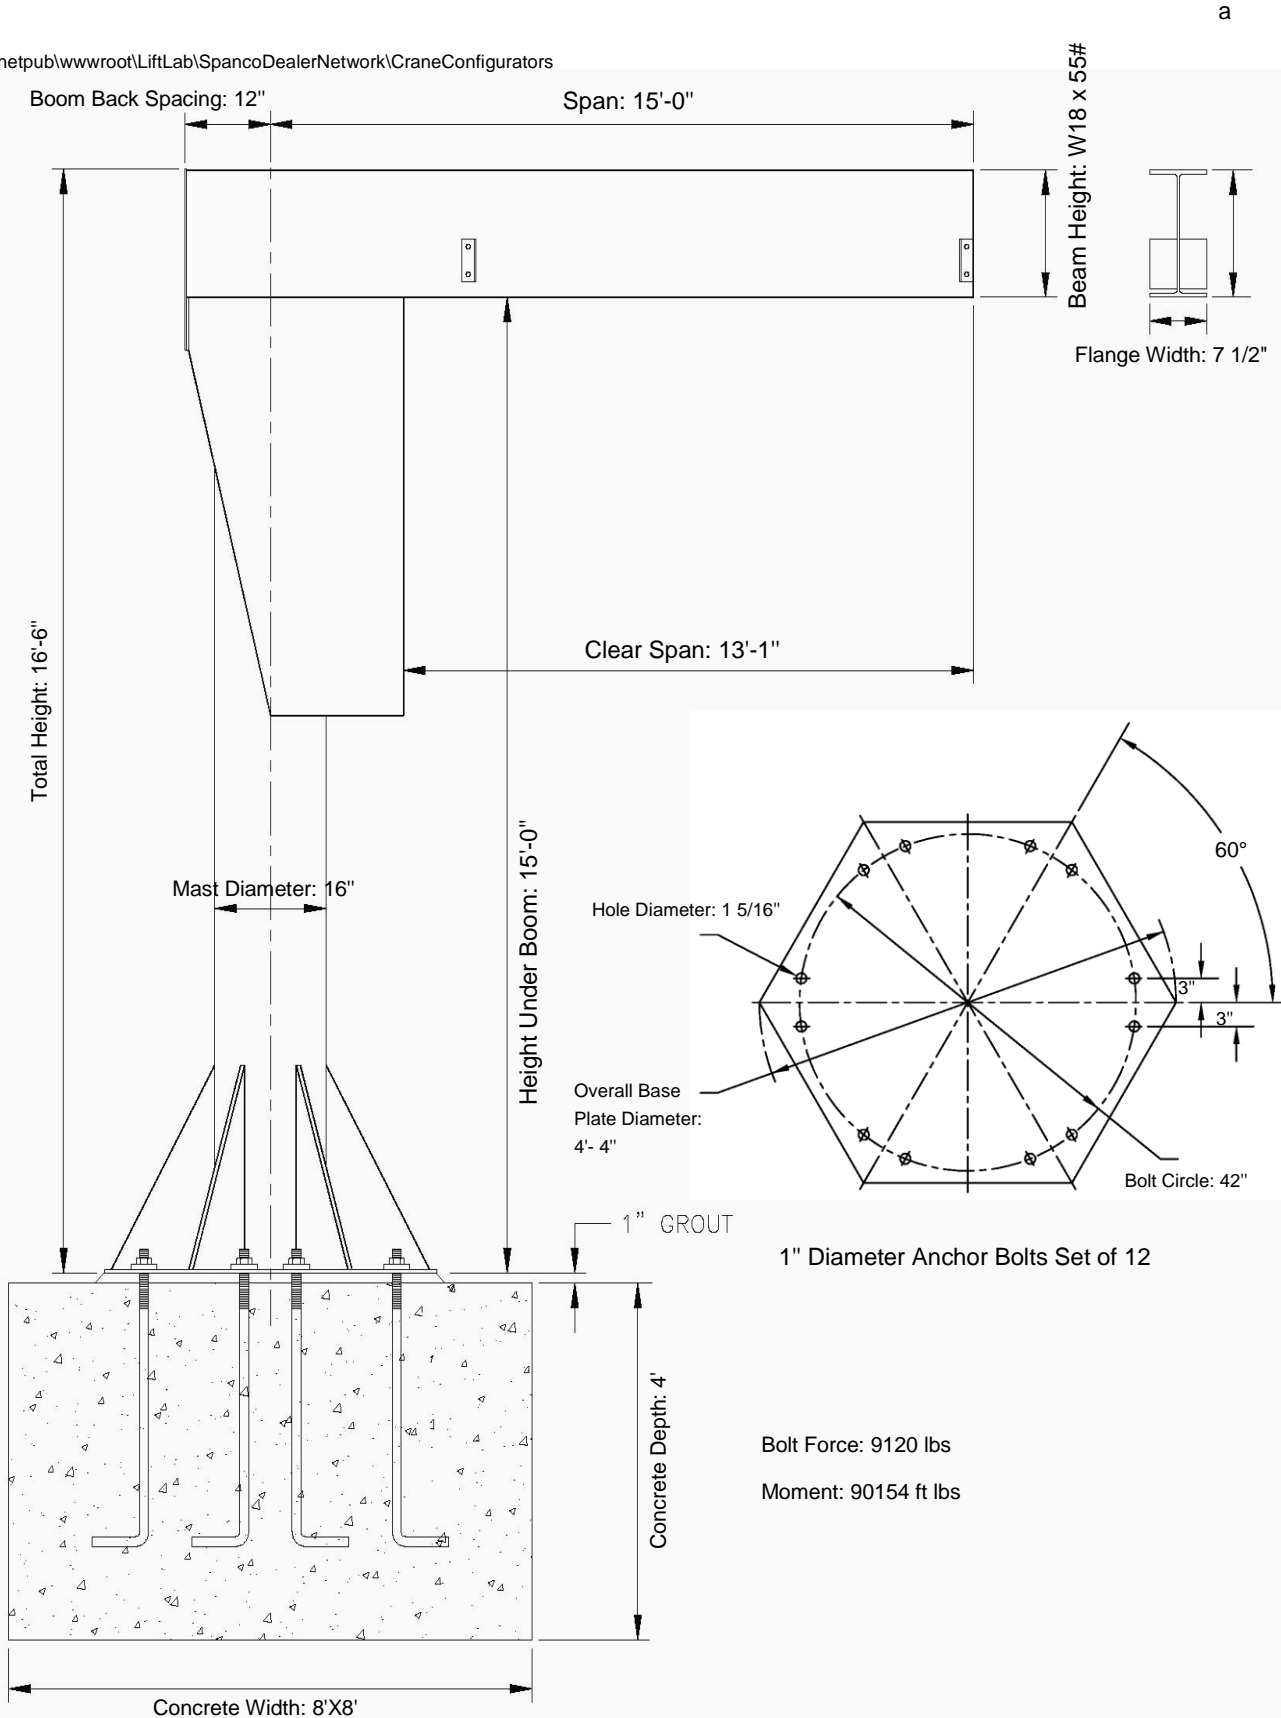 a
netpub\wwwroot\LiftLab\SpancoDealerNetwork\CraneConfigurators
Boom Back Spacing: 12"
Span: 15'-0"
Beam Height: W18 x 55#
Flange Width: 7 1/2"
Total Height: 16'-6"
Clear Span: 13'-1"
Mast Diameter: 16"
Height Under Boom: 15'-0"
60°
Hole Diameter: 1 5/16"
3"
3"
Overall Base
Plate Diameter:
4'- 4"
Bolt Circle: 42"
1" GROUT
1" Diameter Anchor Bolts Set of 12
Concrete Depth: 4'
Bolt Force: 9120 lbs
Moment: 90154 ft lbs
Concrete Width: 8'X8'